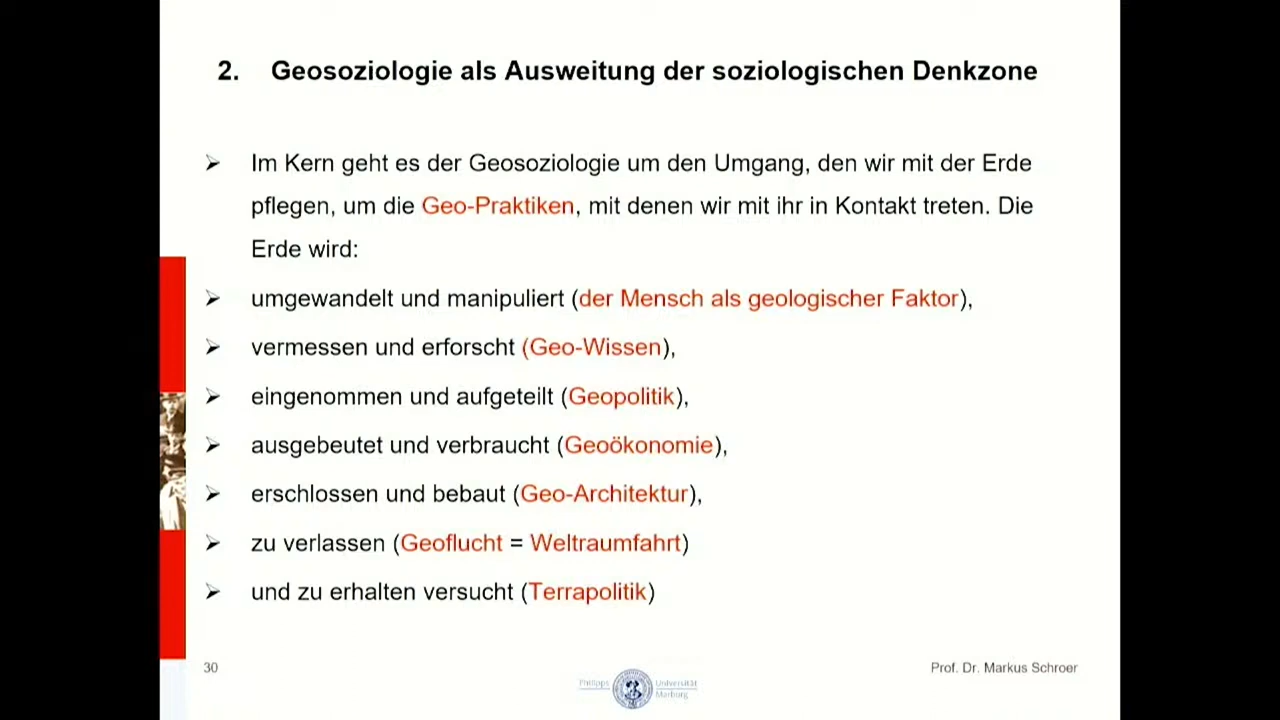 2. Geosoziologie als Ausweitung der soziologischen Denkzone
Im Kern geht es der Geosoziologie um den Umgang, den wir mit der Erde
pflegen, um die Geo-Praktiken, mit denen wir mit ihr in Kontakt treten. Die
Erde wird:
umgewandelt und manipuliert (der Mensch als geologischer Faktor),
vermessen und erforscht (Geo-Wissen),
eingenommen und aufgeteilt (Geopolitik),
ausgebeutet und verbraucht (Geoökonomie),
erschlossen und bebaut (Geo-Architektur),
zu verlassen (Geoflucht = Weltraumfahrt)
und zu erhalten versucht (Terrapolitik)
30
Prof. Dr. Markus Schroer
Philipps Universität
Marburg